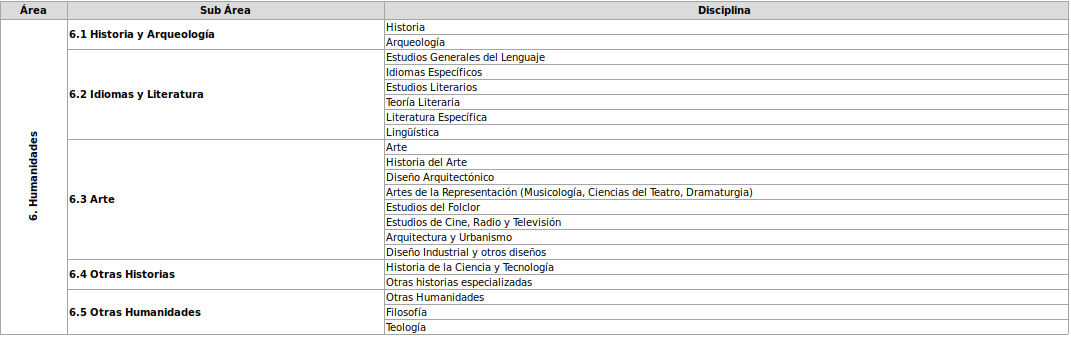 Área Sub Área Disciplina
6. Humanidades
6.1 Historia y Arqueología
Historia
Arqueología
6.2 Idiomas y Literatura
Estudios Generales del Lenguaje
Idiomas Específicos
Estudios Literarios
Teoría Literaria
Literatura Específica
Lingüística
6.3 Arte
Arte
Historia del Arte
Diseño Arquitectónico
Artes de la Representación (Musicología, Ciencias del Teatro, Dramaturgia)
Estudios del Folclor
Estudios de Cine, Radio y Televisión
Arquitectura y Urbanismo
Diseño Industrial y otros diseños
6.4 Otras Historias
Historia de la Ciencia y Tecnología
Otras historias especializadas
6.5 Otras Humanidades
Otras Humanidades
Filosofía
Teología